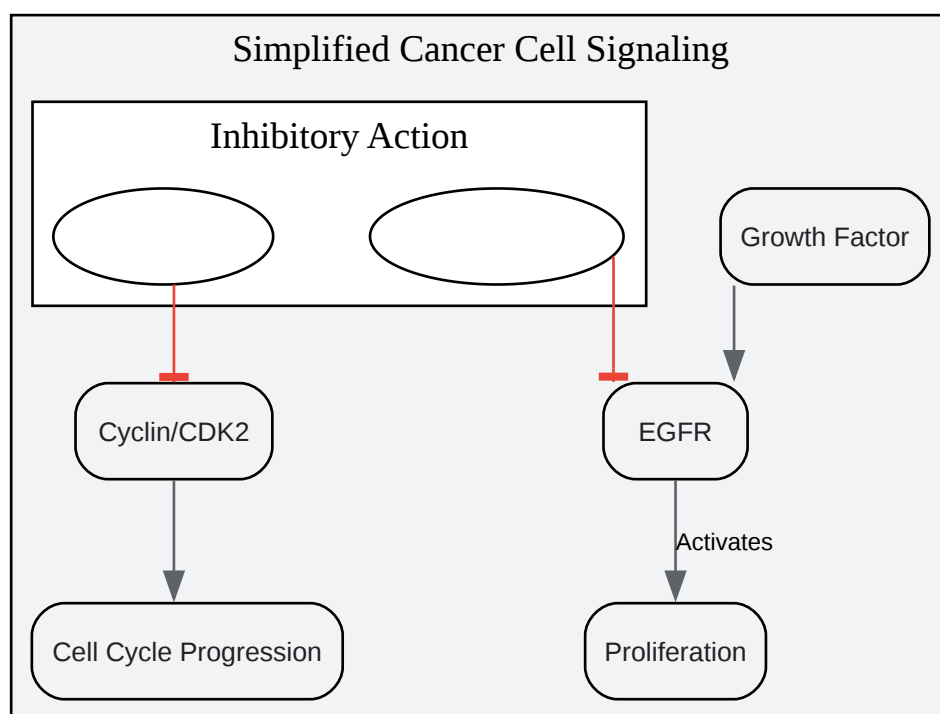 Simplified Cancer Cell Signaling
Inhibitory Action
Growth Factor
Cyclin/CDK2
EGFR
Activates
Cell Cycle Progression
Proliferation